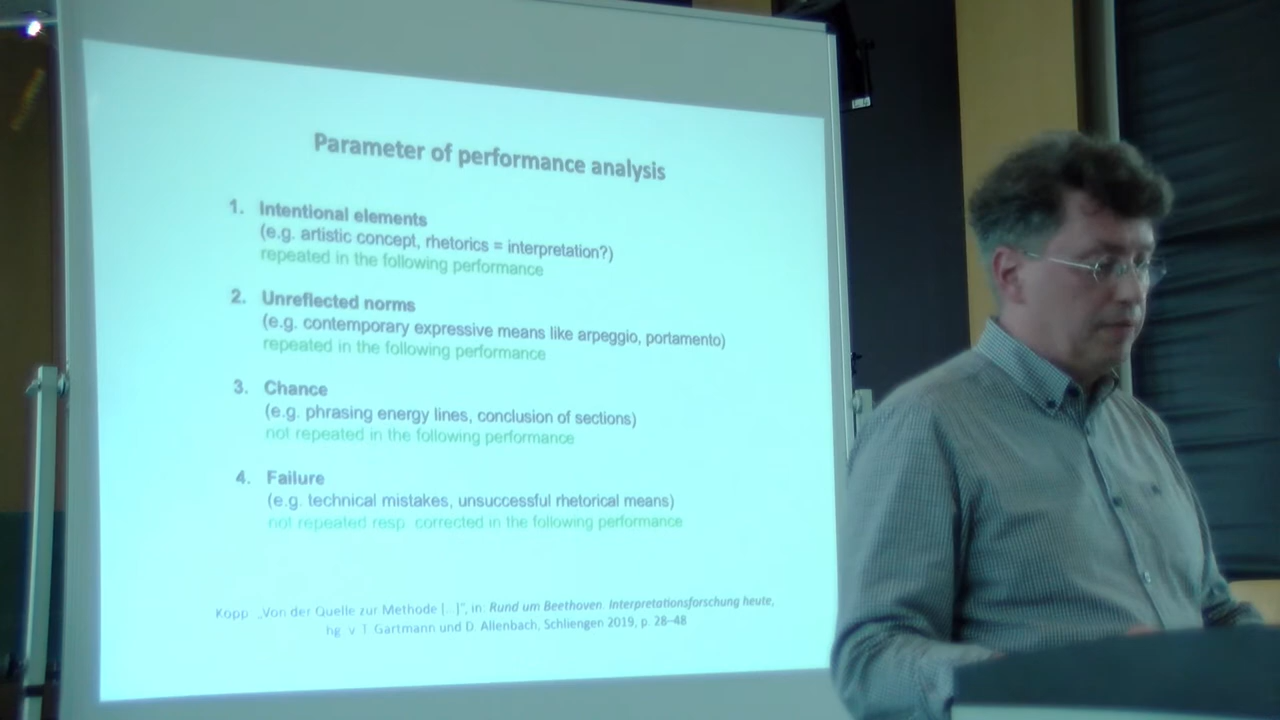 Parameter of performance analysis
1. Intentional elements
(e.g. artistic concept, rhetorics = interpretation?)
repeated in the following performance
2. Unreflected norms
(e.g. contemporary expressive means like arpeggio, portamento)
repeated in the following performance
3. Chance
(e.g. phrasing energy lines, conclusion of sections)
not repeated in the following performance
4. Failure
(e.g. technical mistakes, unsuccessful rhetorical means)
not repeated resp. corrected in the following performance
Kopp „Von der Quelle zur Methode [...]", in: Rund um Beethoven. Interpretationsforschung heute,
hg. v. T. Gartmann und D. Allenbach, Schliengen 2019, p. 28–48